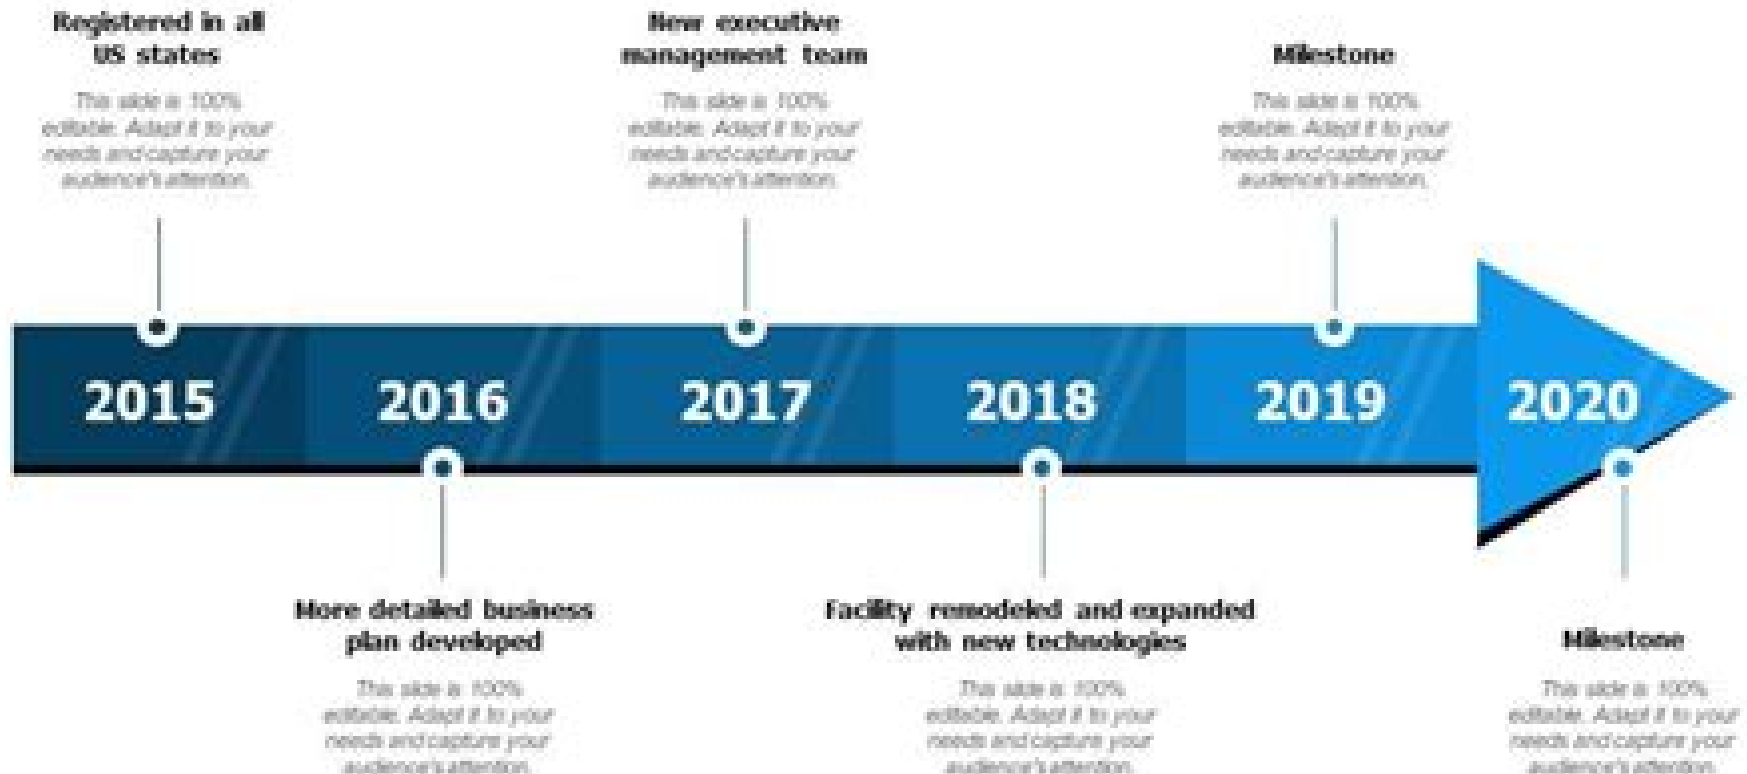 Registered in all
US states
This slide is 100%
editable. Adapt it to your
needs and capture your
audience's attention.
New executive
management team
This slide is 100%
editable. Adapt it to your
needs and capture your
audience's attention.
Milestone
This slide is 100%
editable. Adapt it to your
needs and capture your
audience's attention.
2015
2016
2017
2018
2019
2020
More detailed business
plan developed
This slide is 100%
editable. Adapt it to your
needs and capture your
audience's attention.
Facility remodeled and expanded
with new technologies
This slide is 100%
editable. Adapt it to your
needs and capture your
audience's attention.
Milestone
This slide is 100%
editable. Adapt it to your
needs and capture your
audience's attention.